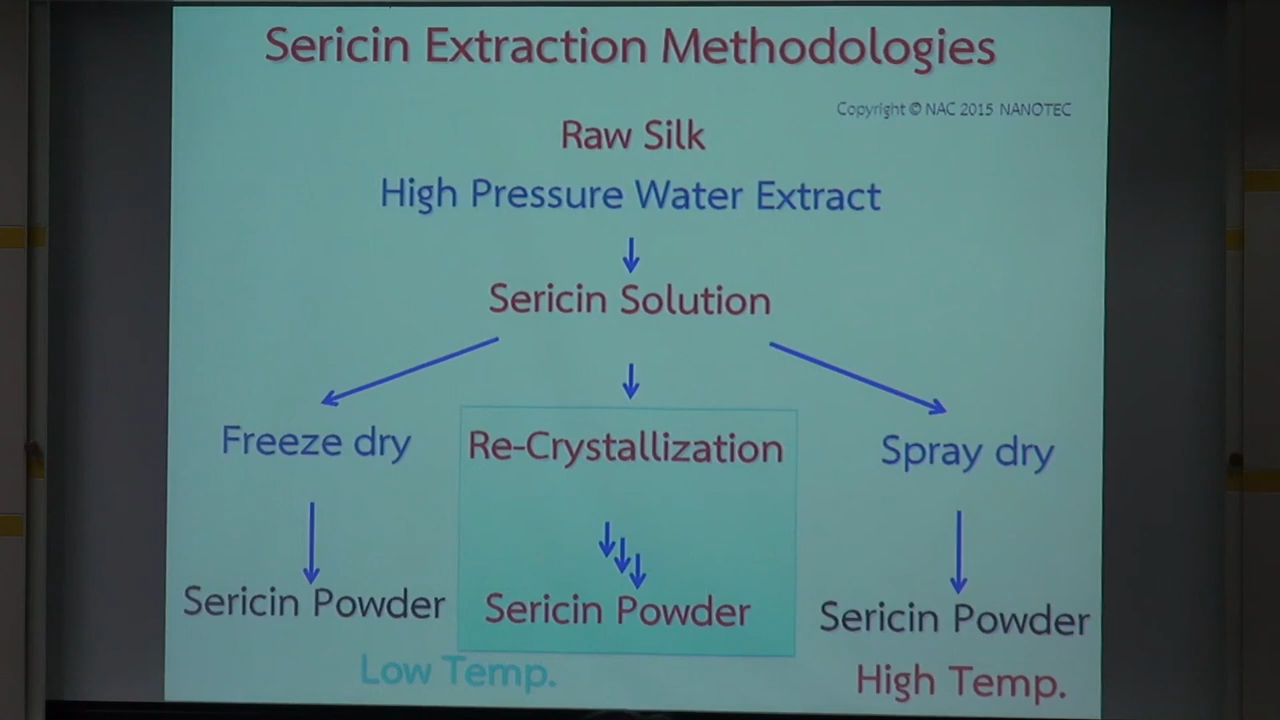 Sericin Extraction Methodologies
Copyright © NAC 2015 NANOTEC
Raw Silk
High Pressure Water Extract
Sericin Solution
Freeze dry
Re-Crystallization
Spray dry
Sericin Powder
Sericin Powder
Sericin Powder
Low Temp.
High Temp.